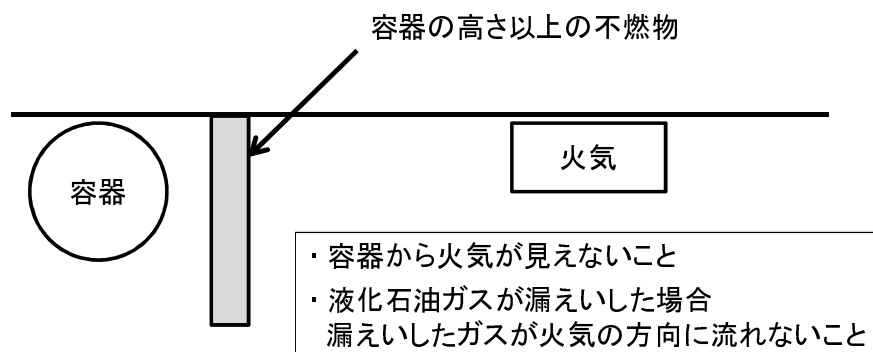 容器の高さ以上の不燃物
容器
火気
・容器から火気が見えないこと
・液化石油ガスが漏えいした場合
漏えいしたガスが火気の方向に流れないこと